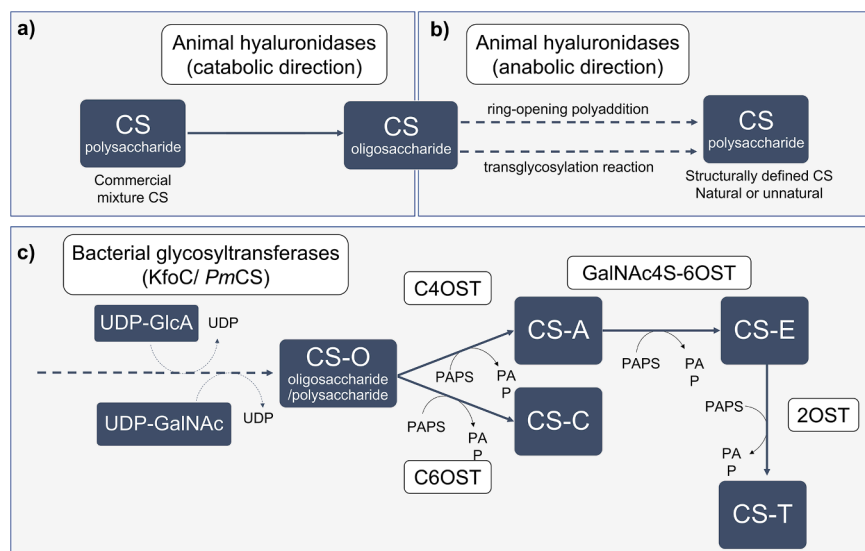 a)
Animal hyaluronidases
(catabolic direction)
b)
Animal hyaluronidases
(anabolic direction)
CS
polysaccharide
Commercial
mixture CS
CS
oligosaccharide
ring-opening polyaddition
transglycosylation reaction
CS
polysaccharide
Structurally defined CS
Natural or unnatural
c)
Bacterial glycosyltransferases
(KfoC/ PmCS)
UDP-GlcA
UDP
UDP-GalNAc
UDP
CS-O
oligosaccharide
/polysaccharide
C4OST
PAPS
PA
P
PAPS
PA
P
C6OST
CS-A
CS-C
GalNAc4S-6OST
PAPS
PA
P
CS-E
PAPS
PA
P
2OST
CS-T